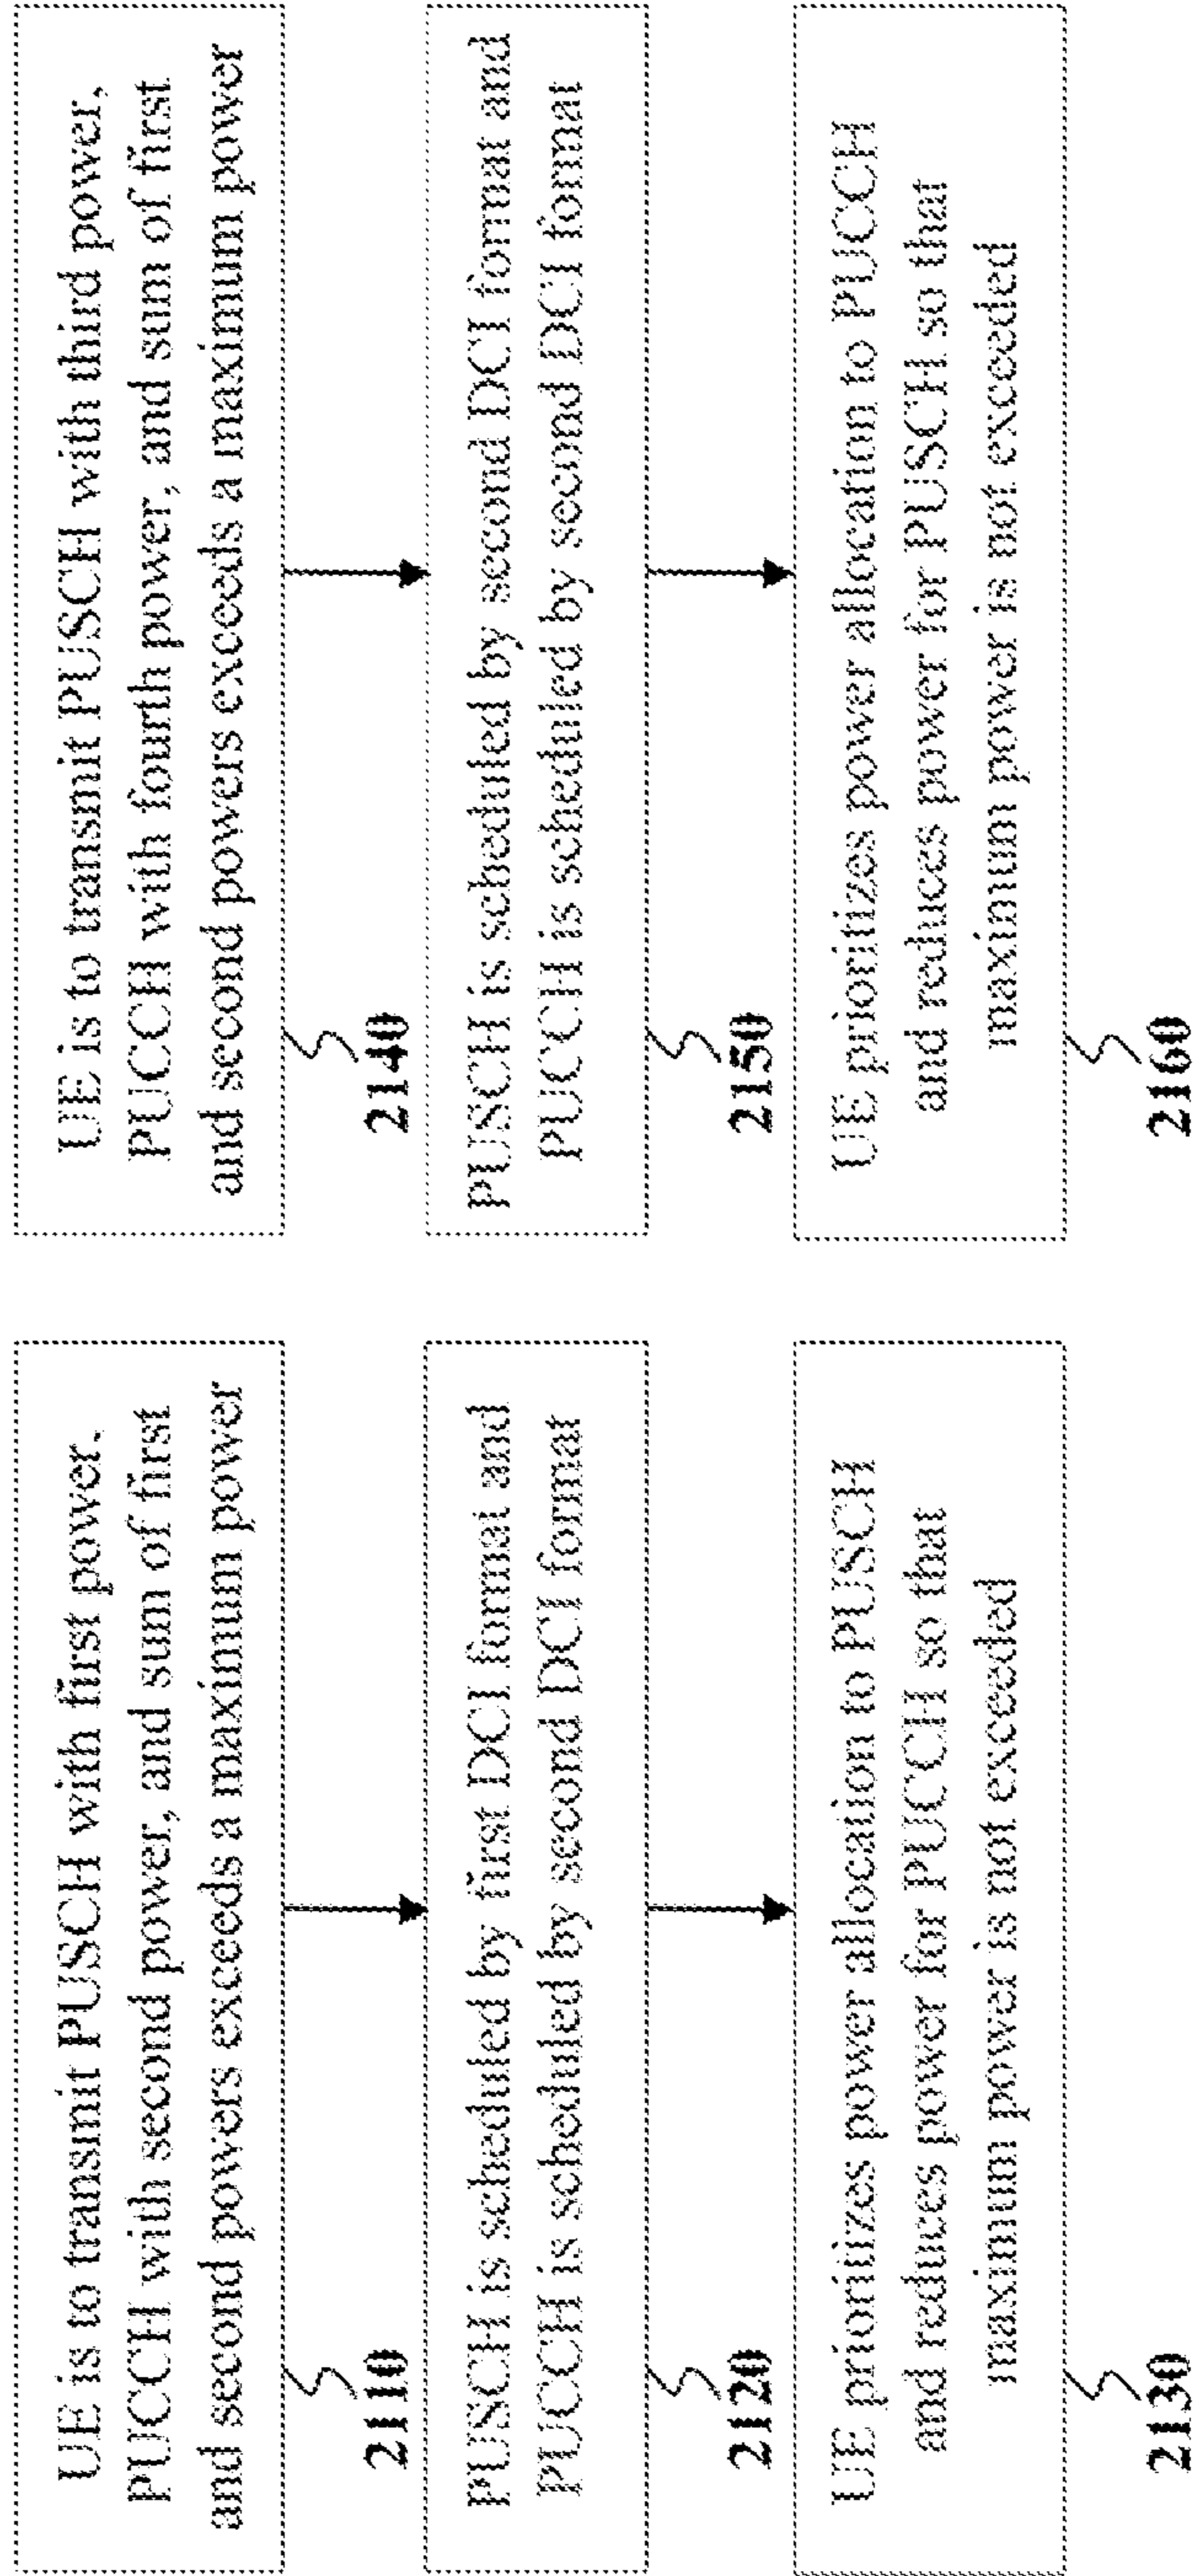 UE is to transmit PUSCH with first power,
PUCCH with second power, and sum of first
and second powers exceeds a maximum power
2110
PUSCH is scheduled by first DCI format and
PUCCH is scheduled by second DCI format
2120
UE prioritizes power allocation to PUSCH
and reduces power for PUCCH so that
maximum power is not exceeded
2130
UE is to transmit PUSCH with third power,
PUCCH with fourth power, and sum of first
and second powers exceeds a maximum power
2140
PUSCH is scheduled by second DCI format and
PUCCH is scheduled by second DCI format
2150
UE prioritizes power allocation to PUCCH
and reduces power for PUSCH so that
maximum power is not exceeded
2160